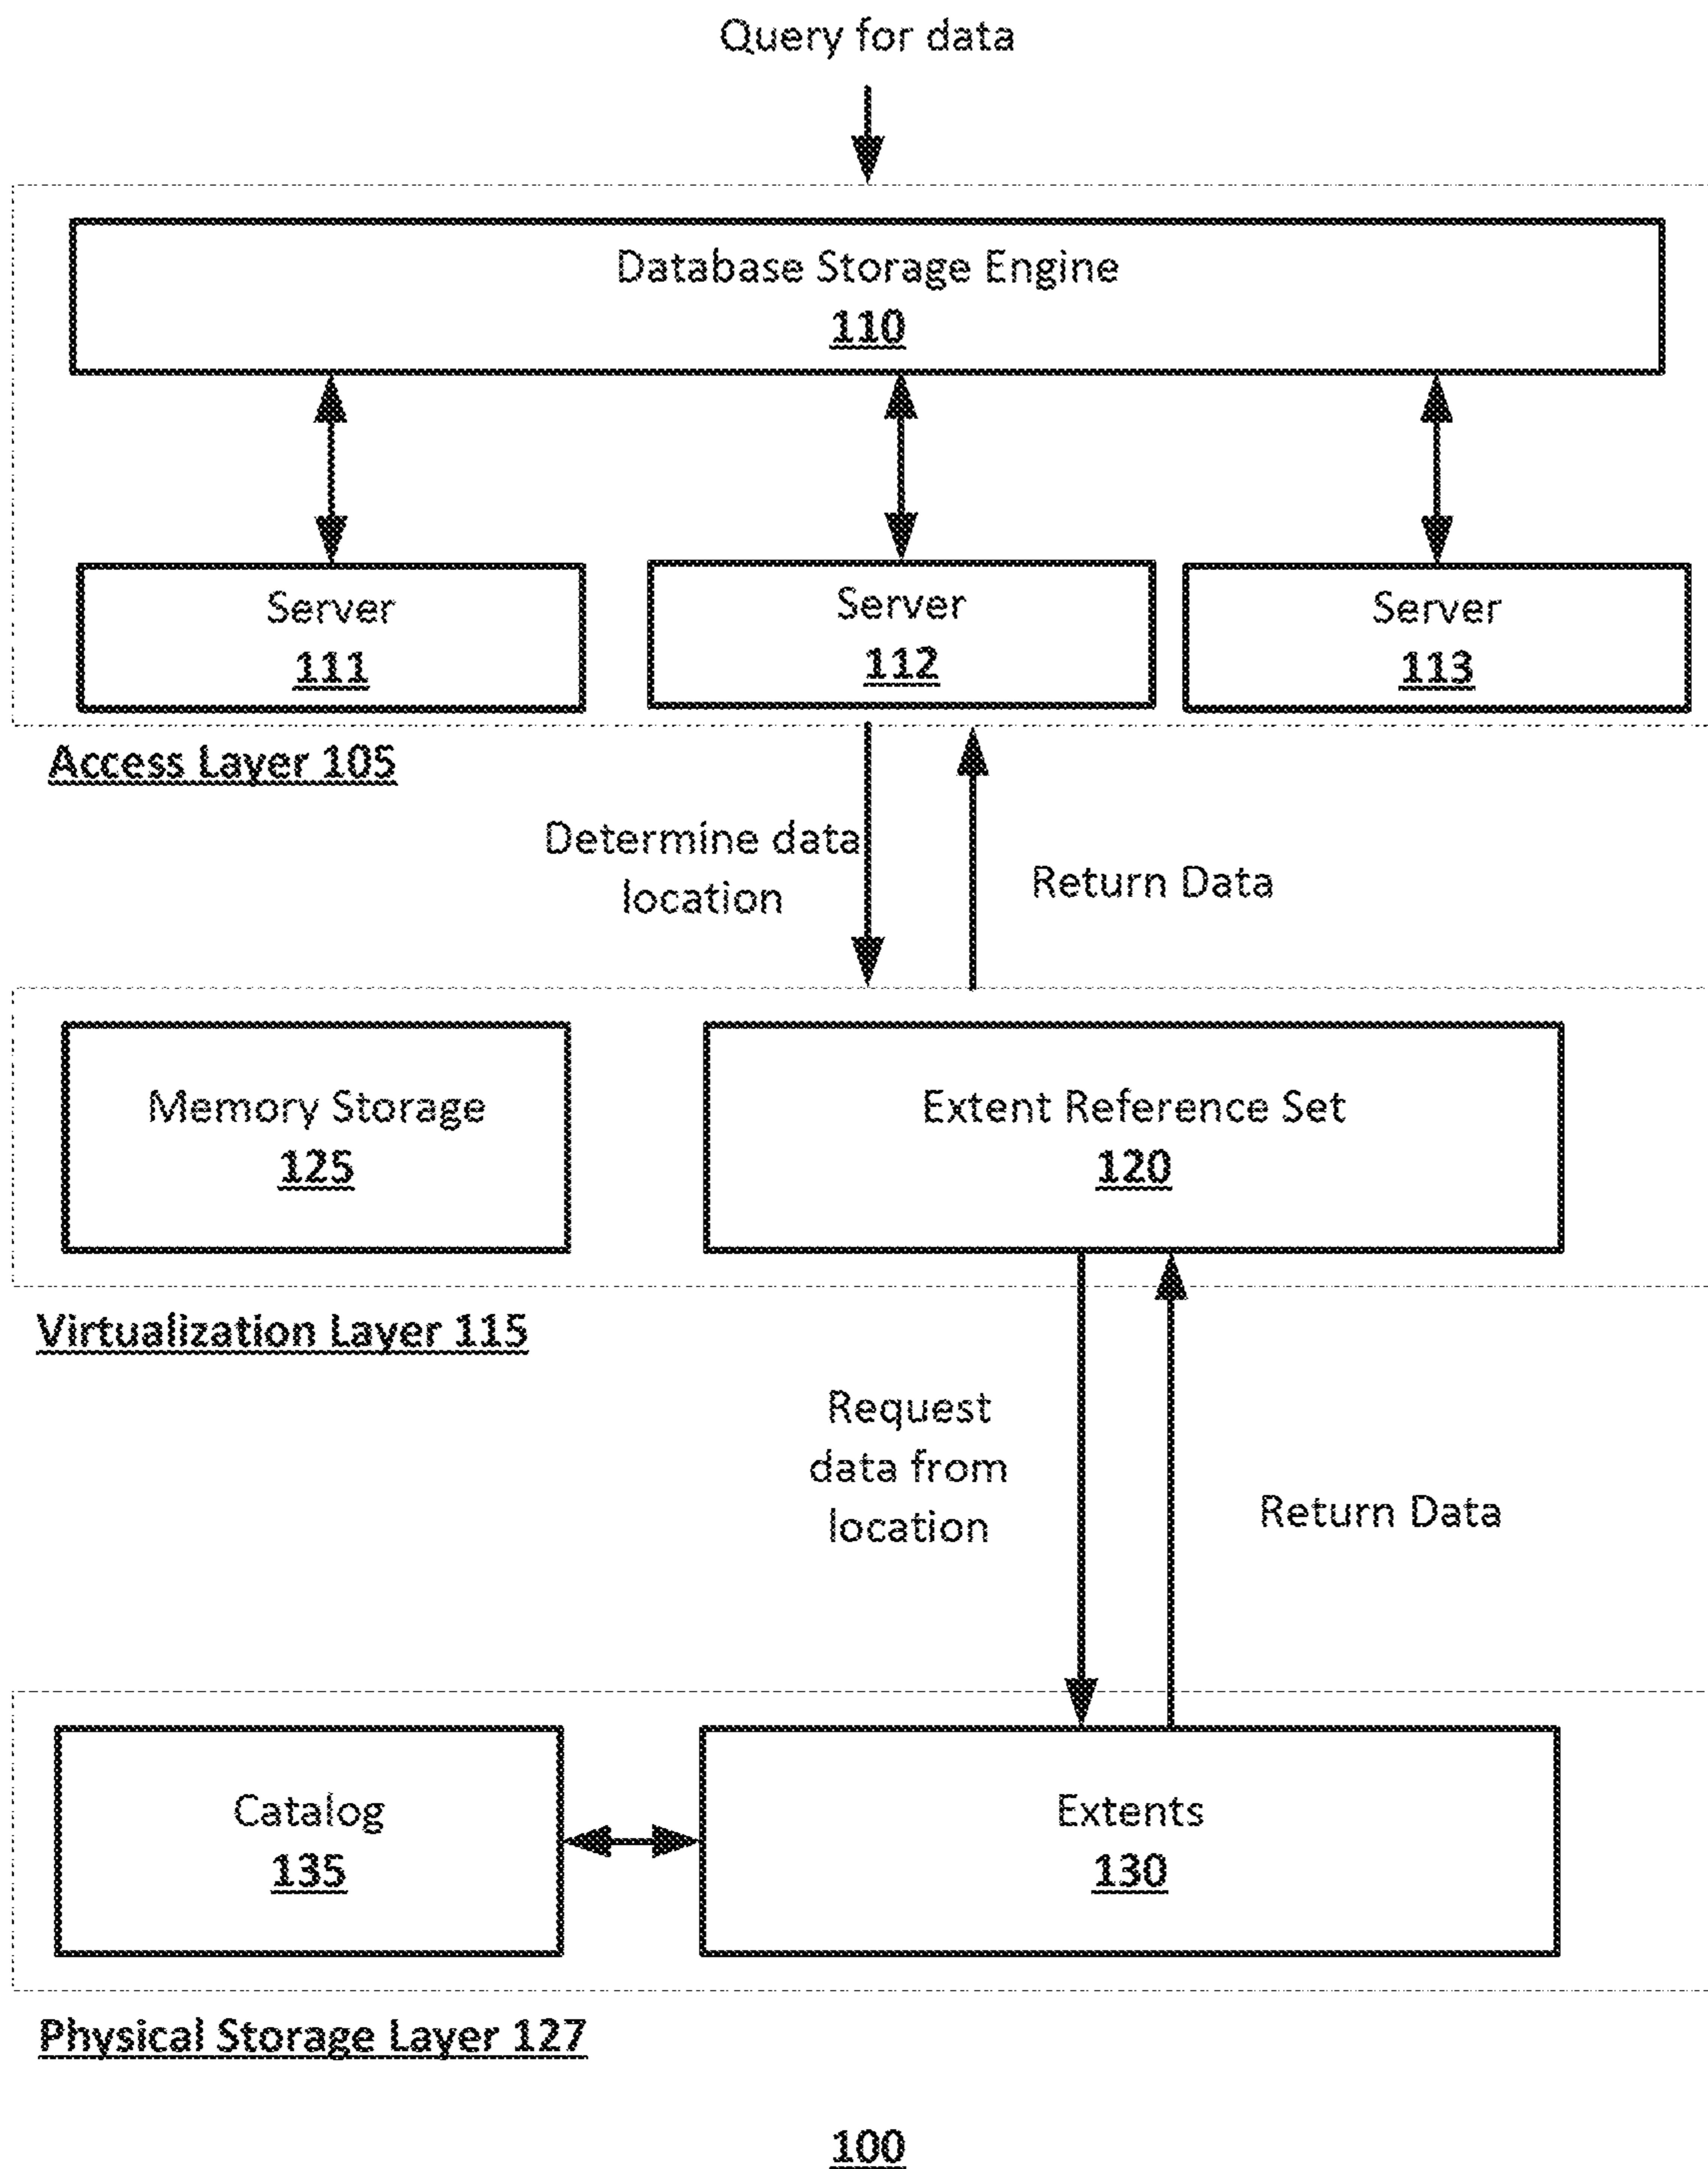 Query for data
Database Storage Engine
110
Server
111
Server
112
Server
113
Access Layer 105
Determine data
location
Return Data
Memory Storage
125
Extent Reference Set
120
Virtualization Layer 115
Request
data from
location
Return Data
Catalog
135
Extents
130
Physical Storage Layer 127
100